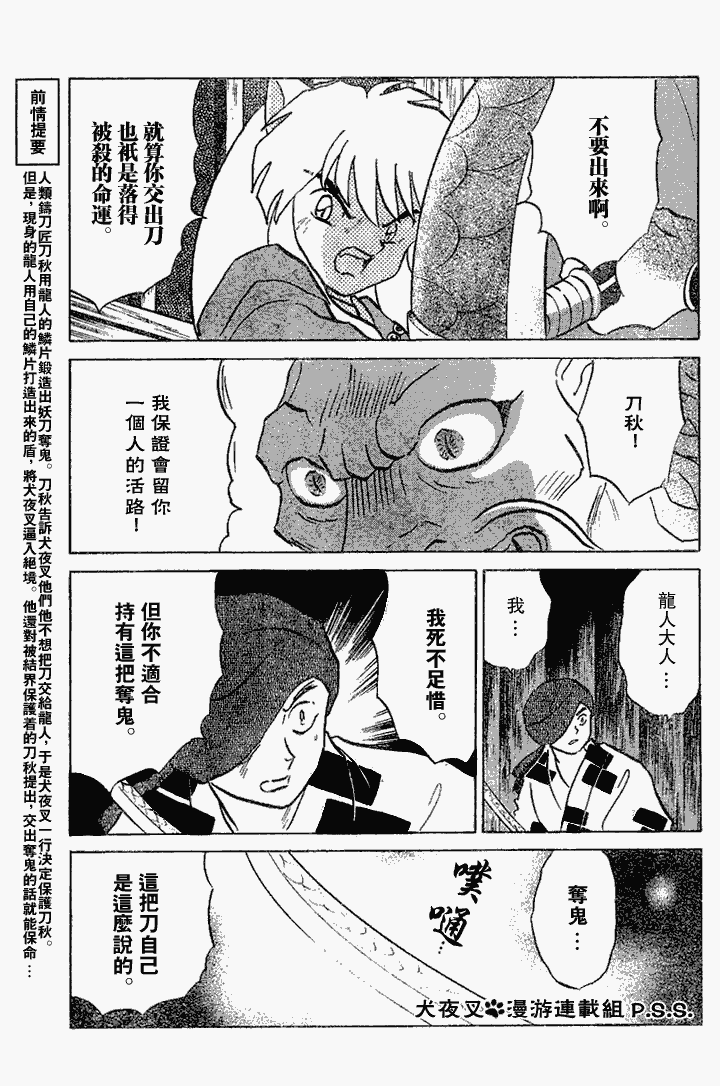 不要出來啊。
就算你交出刀
也祇是落得
被殺的命運。
前情提要
人類鑄刀匠刀秋用龍人的鱗片鍛造出妖刀奪鬼。刀秋告訴犬夜叉他們他不想把刀交給龍人，于是犬夜叉一行決定保護刀秋。
但是，現身的龍人用自己的鱗片打造出來的盾，將犬夜叉逼入絕境。他還對被結界保護着的刀秋提出，交出奪鬼的話就能保命…
刀秋！
我保證會留你
一個人的活路！
龍人大人…
我…
我死不足惜。
但你不適合
持有這把奪鬼。
奪鬼…
噗
嗵…
這把刀自己
是這麼說的。
犬夜叉漫游連載組 P.S.S.